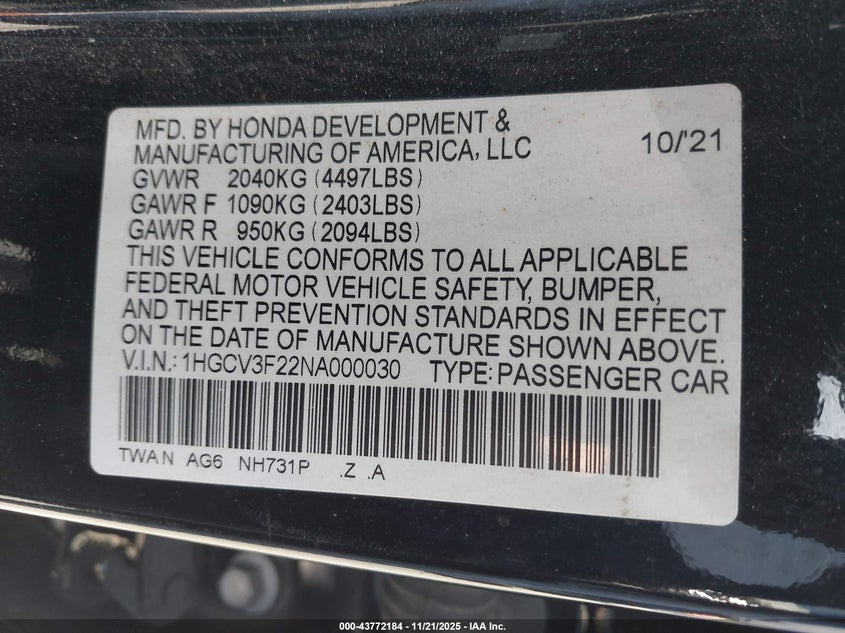 MFD. BY HONDA DEVELOPMENT &
MANUFACTURING OF AMERICA, LLC 10/'21
GVWR 2040KG (4497LBS)
GAWR F 1090KG (2403LBS)
GAWR R 950KG (2094LBS)
THIS VEHICLE CONFORMS TO ALL APPLICABLE
FEDERAL MOTOR VEHICLE SAFETY, BUMPER,
AND THEFT PREVENTION STANDARDS IN EFFECT
ON THE DATE OF MANUFACTURE SHOWN ABOVE.
V.I.N.: 1HGCV3F22NA000030 TYPE: PASSENGER CAR
TWA N AG6 NH731P .Z .A
000-43772184 - 11/21/2025 - IAA Inc.